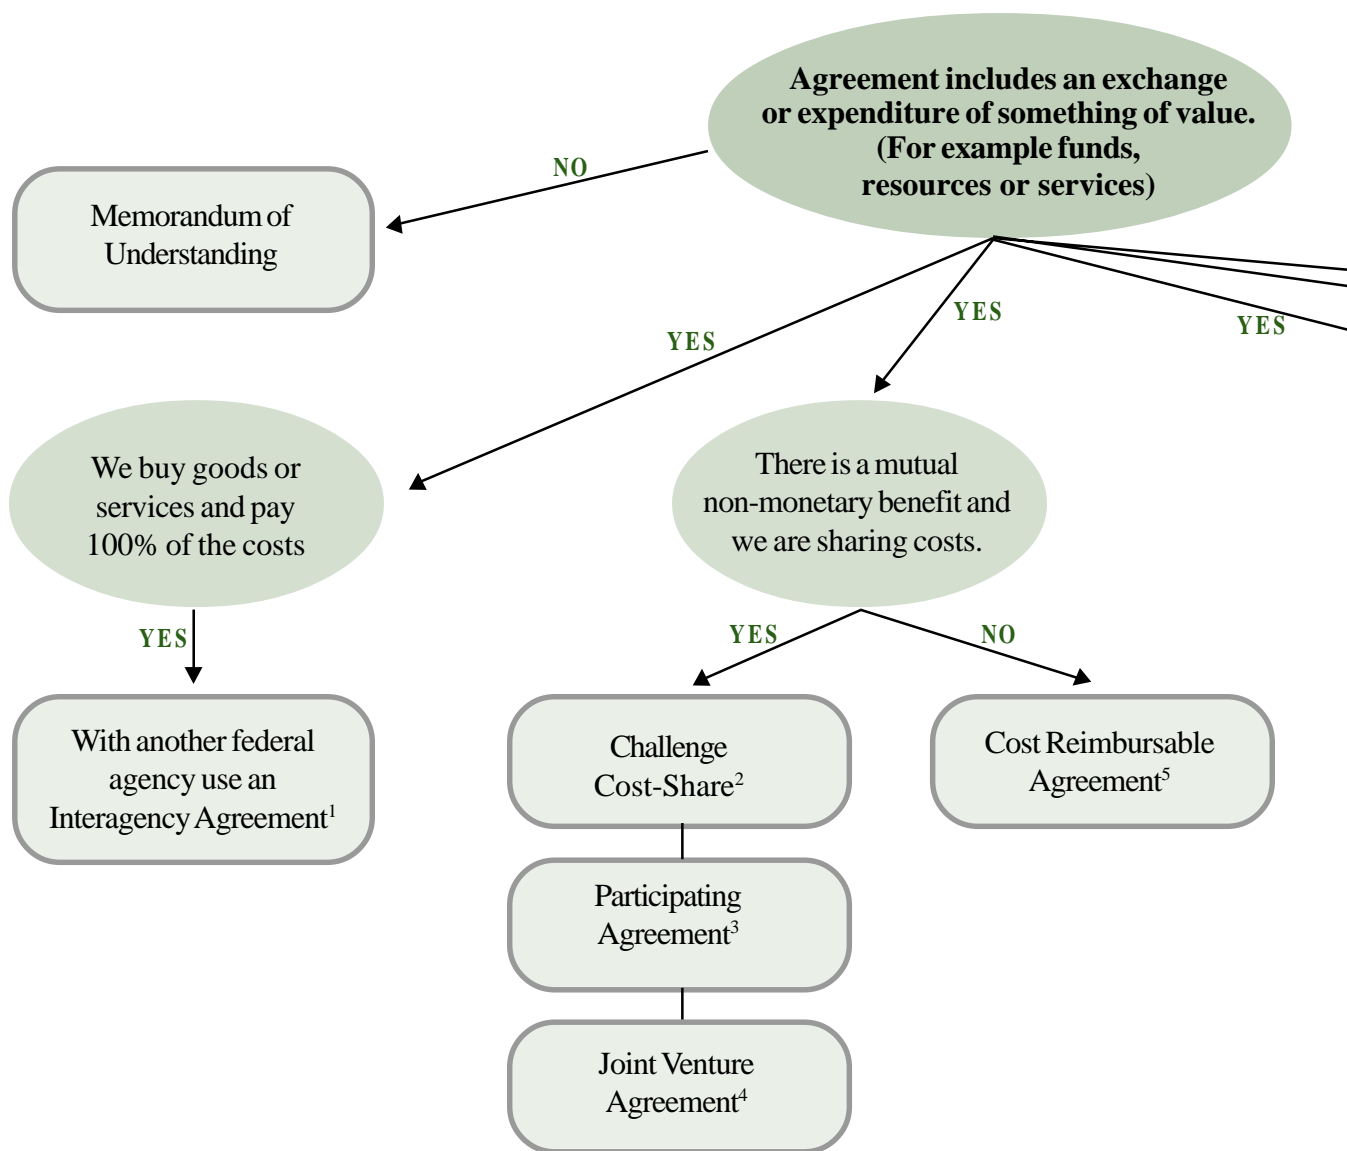 Agreement includes an exchange
or expenditure of something of value.
(For example funds,
resources or services)
NO
Memorandum of
Understanding
YES
YES
YES
We buy goods or
services and pay
100% of the costs
There is a mutual
non-monetary benefit and
we are sharing costs.
YES
YES
NO
With another federal
agency use an
Interagency Agreement¹
Challenge
Cost-Share²
Cost Reimbursable
Agreement⁵
Participating
Agreement³
Joint Venture
Agreement⁴